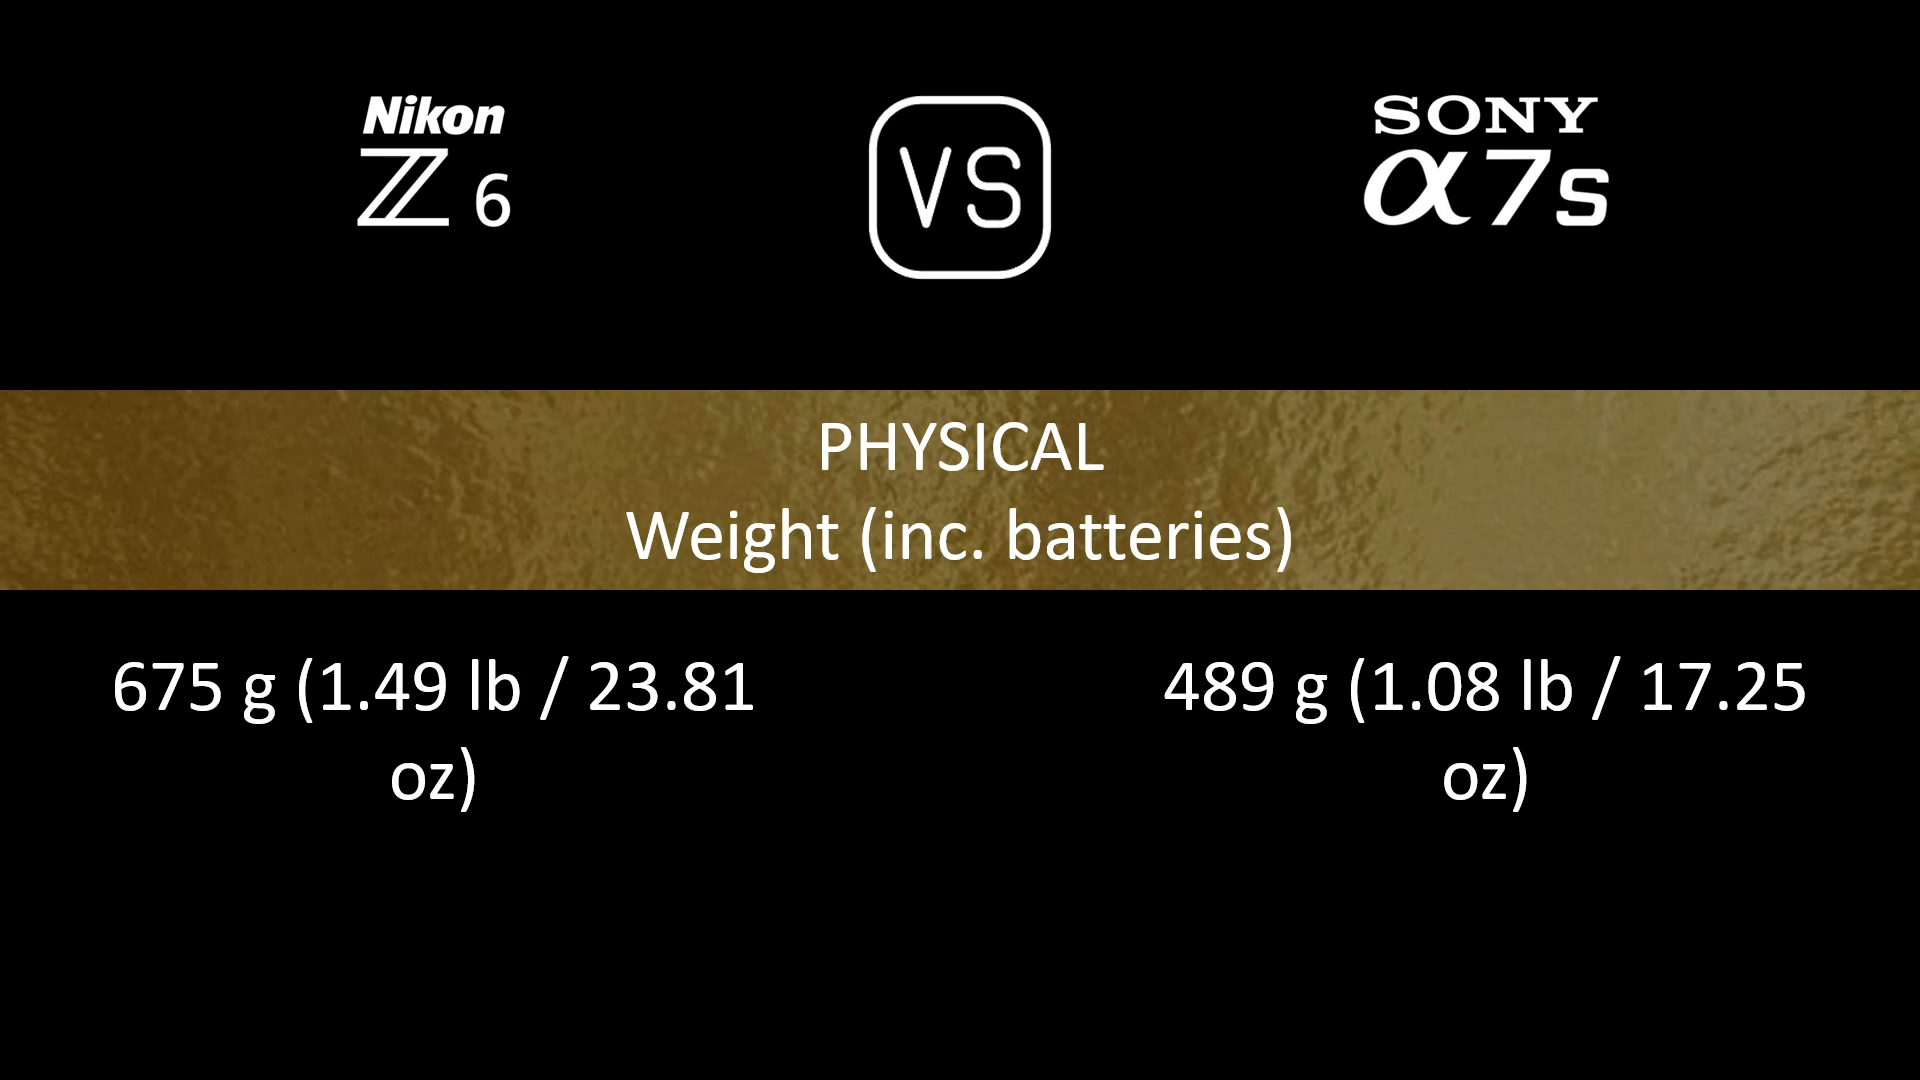 Nikon
Z 6
VS
SONY
α7s
PHYSICAL
Weight (inc. batteries)
675 g (1.49 lb / 23.81
oz)
489 g (1.08 lb / 17.25
oz)